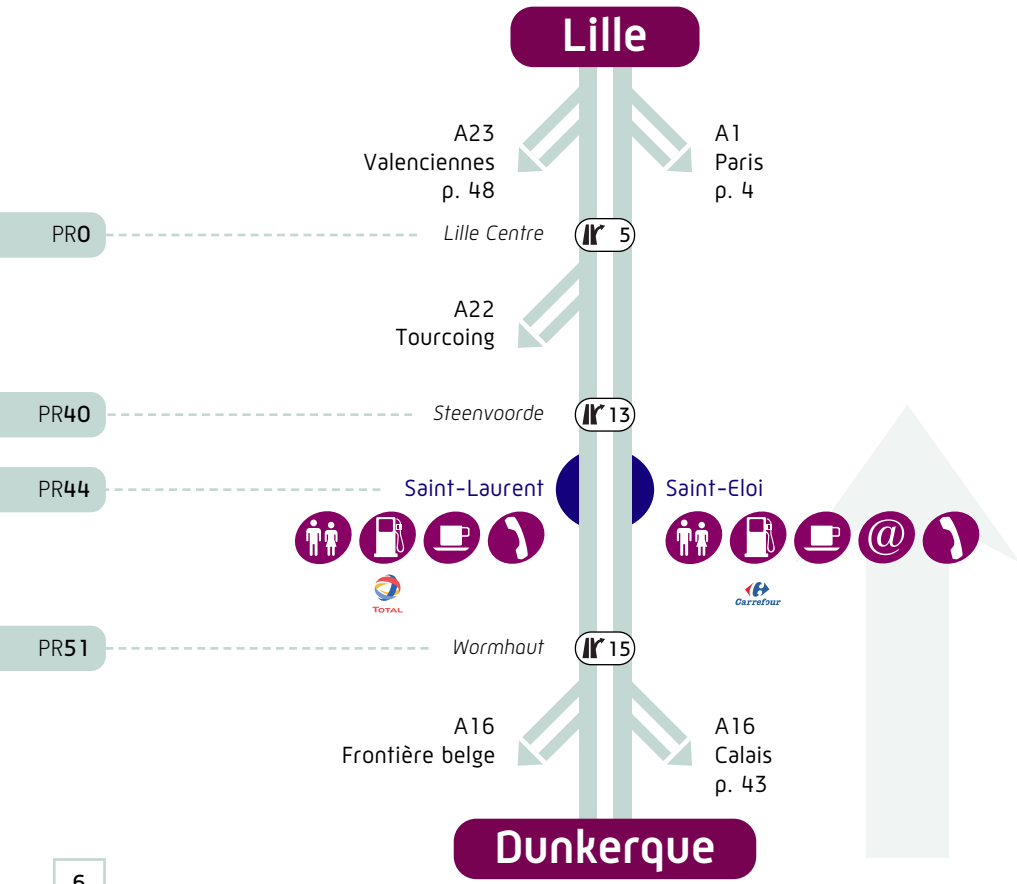 Lille
A23
Valenciennes
p. 48
A1
Paris
p. 4
PR0
Lille Centre
5
A22
Tourcoing
PR40
Steenvoorde
13
PR44
Saint-Laurent
Saint-Eloi
@
TOTAL
Carrefour
PR51
Wormhaut
15
A16
Frontière belge
A16
Calais
p. 43
Dunkerque
6